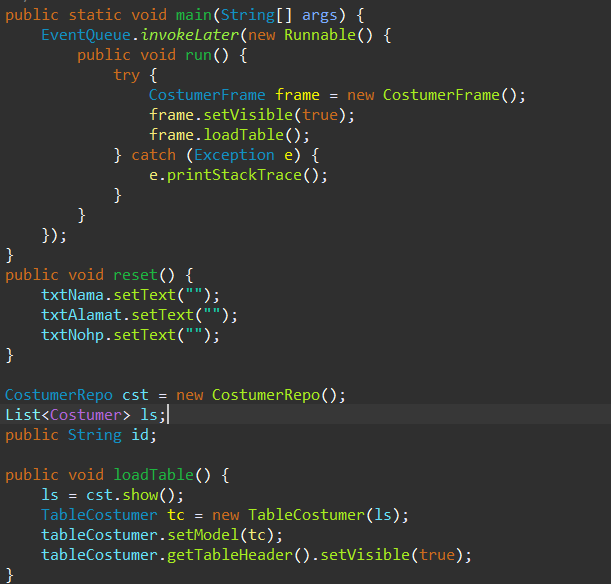 public static void main(String[] args) {
    EventQueue.invokeLater(new Runnable() {
        public void run() {
            try {
                CostumerFrame frame = new CostumerFrame();
                frame.setVisible(true);
                frame.loadTable();
            } catch (Exception e) {
                e.printStackTrace();
            }
        }
    });
}
public void reset() {
    txtNama.setText("");
    txtAlamat.setText("");
    txtNohp.setText("");
}

CostumerRepo cst = new CostumerRepo();
List<Costumer> ls;
public String id;

public void loadTable() {
    ls = cst.show();
    TableCostumer tc = new TableCostumer(ls);
    tableCostumer.setModel(tc);
    tableCostumer.getTableHeader().setVisible(true);
}